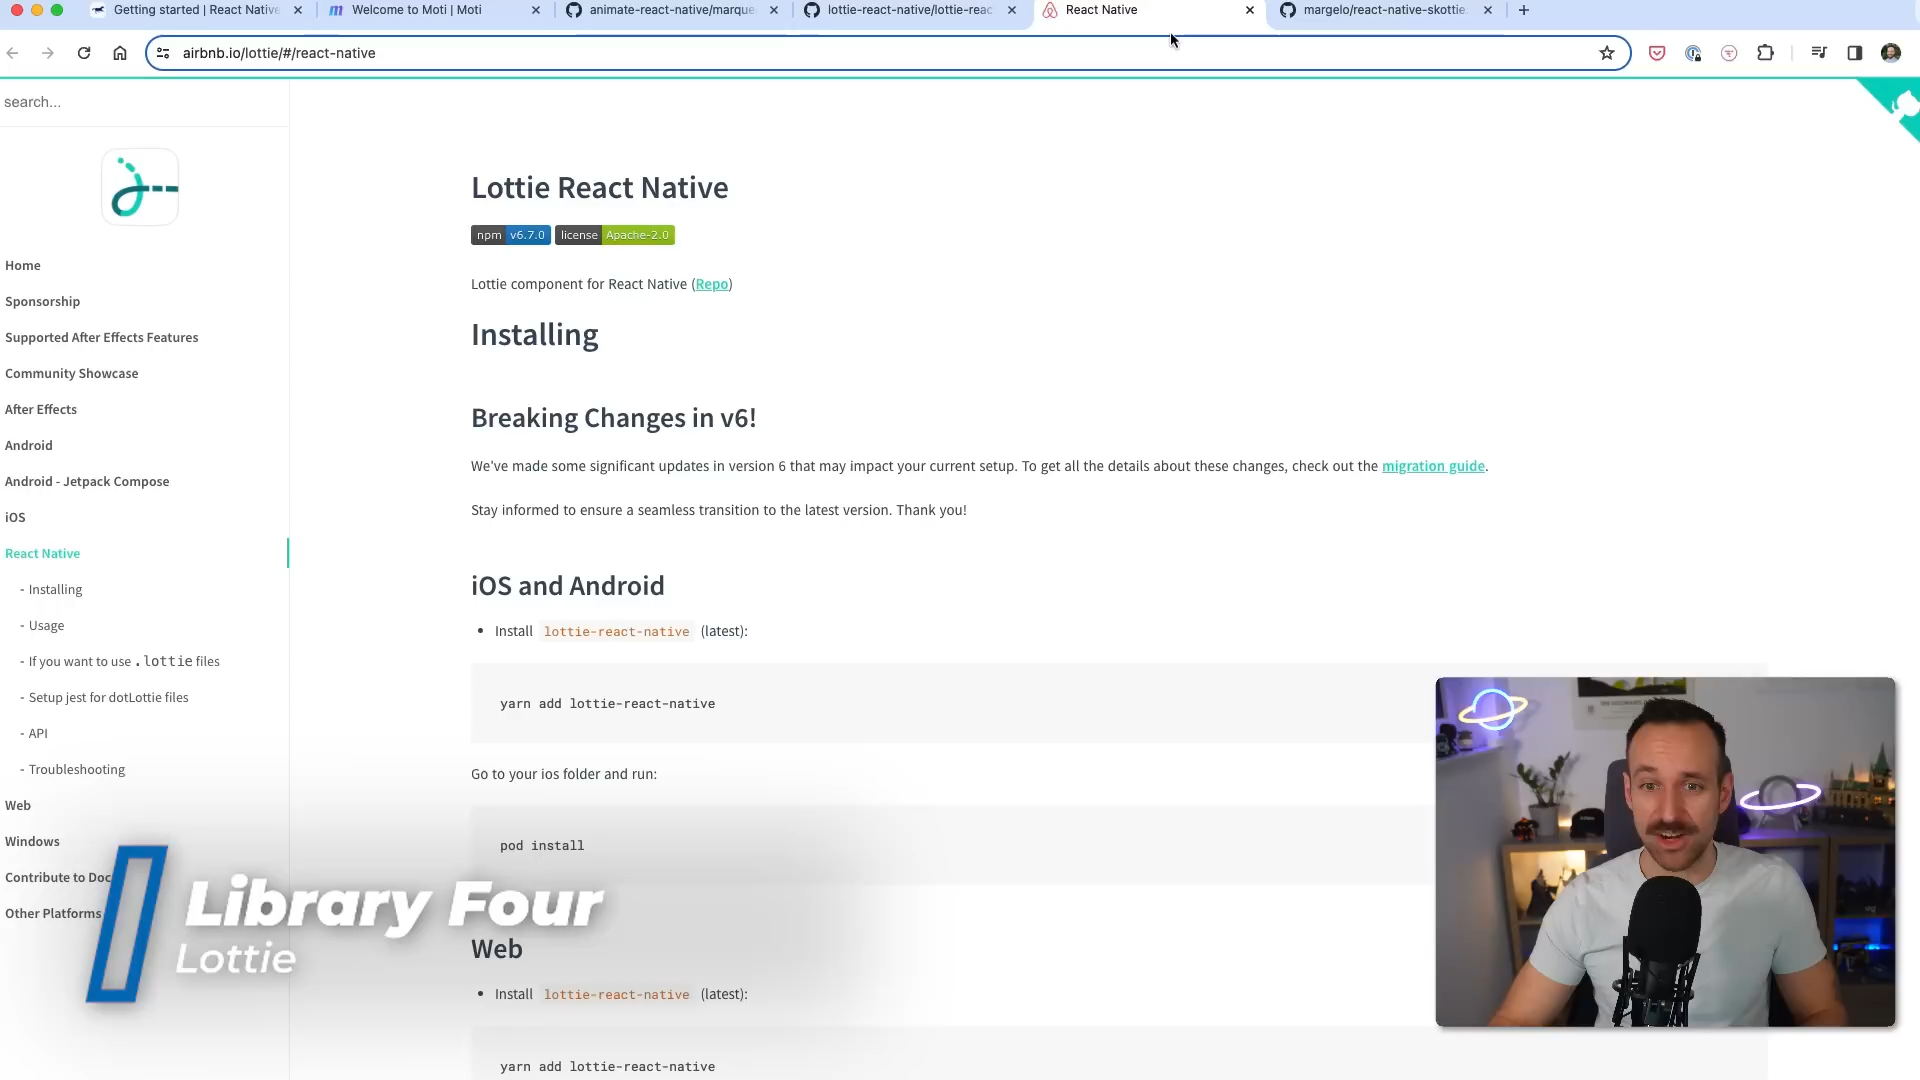 Getting started | React Native
Welcome to Moti | Moti
animate-react-native/marque
lottie-react-native/lottie-reac
React Native
margelo/react-native-skottie
airbnb.io/lottie/#/react-native
search...
Home
Sponsorship
Supported After Effects Features
Community Showcase
After Effects
Android
Android - Jetpack Compose
iOS
React Native
- Installing
- Usage
- If you want to use .lottie files
- Setup jest for dotLottie files
- API
- Troubleshooting
Web
Windows
Contribute to Doc
Other Platforms
Lottie React Native
npm v6.7.0 license Apache-2.0
Lottie component for React Native (Repo)
Installing
Breaking Changes in v6!
We've made some significant updates in version 6 that may impact your current setup. To get all the details about these changes, check out the migration guide.
Stay informed to ensure a seamless transition to the latest version. Thank you!
iOS and Android
• Install lottie-react-native (latest):
yarn add lottie-react-native
Go to your ios folder and run:
pod install
Web
• Install lottie-react-native (latest):
yarn add lottie-react-native
Library Four
Lottie